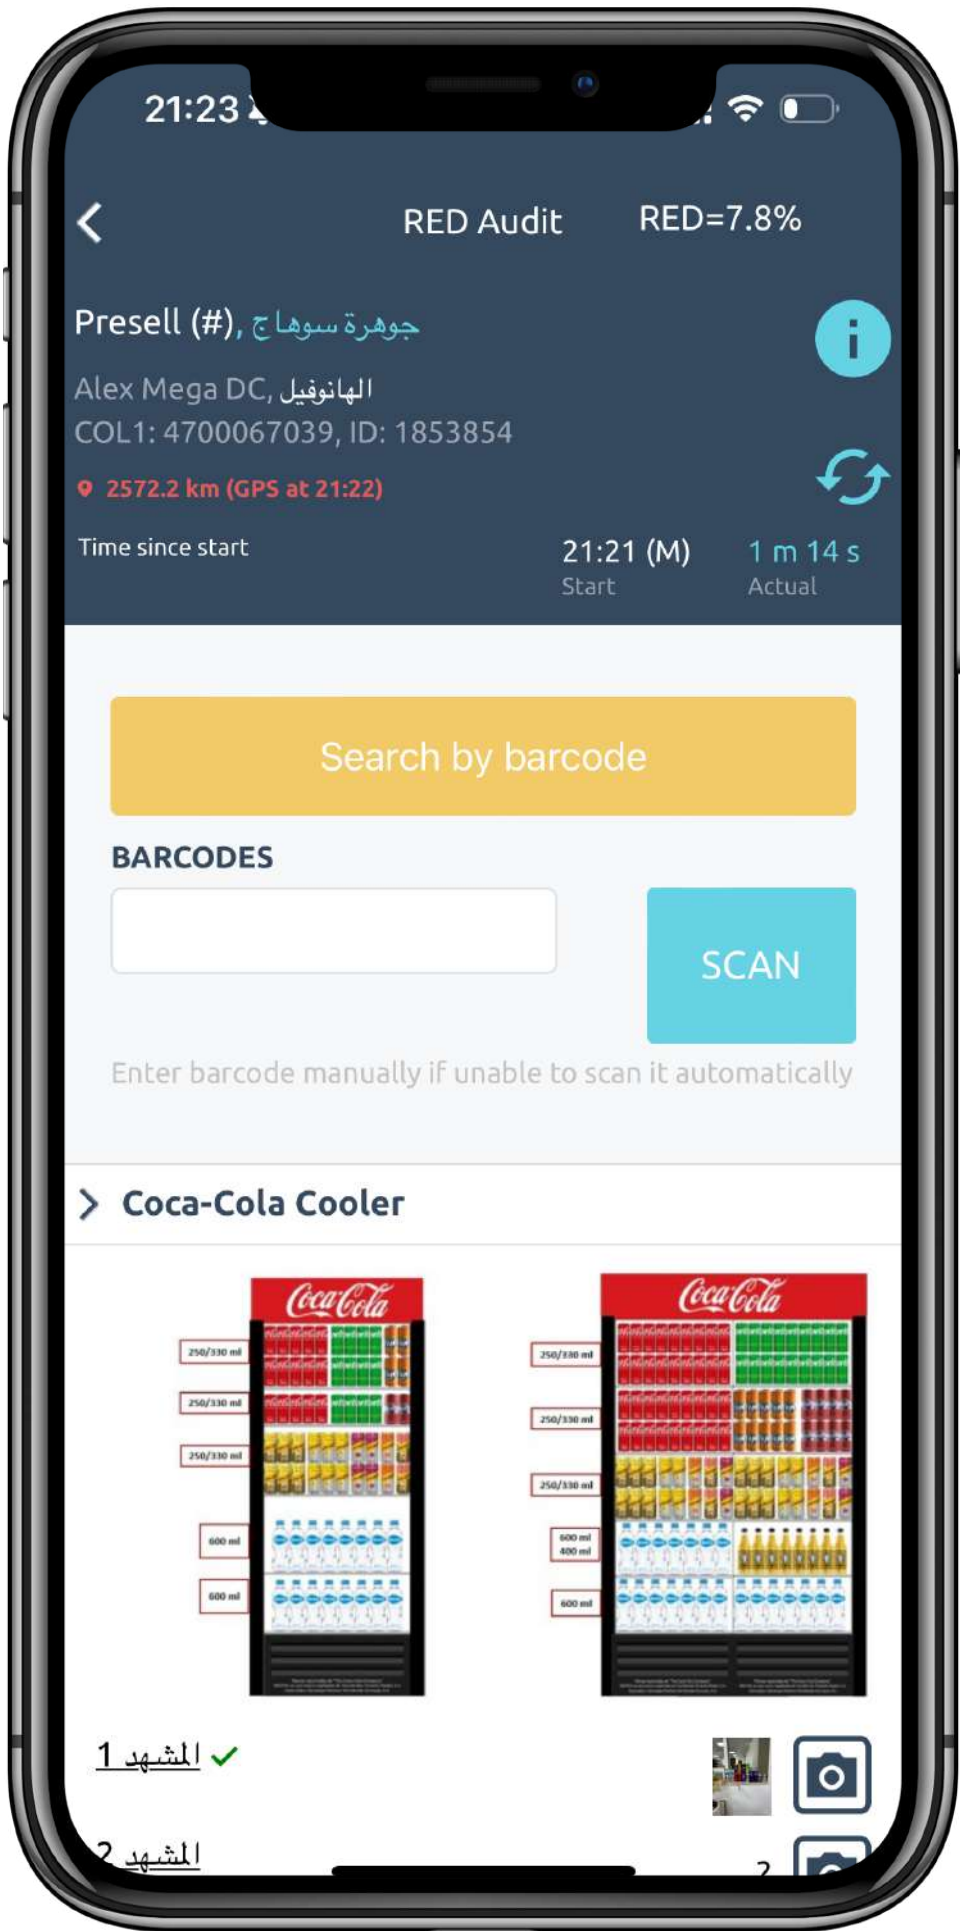 21:23
RED Audit RED=7.8%
Presell (#), جوهرة سوهاج
Alex Mega DC, الهانوفيل
COL1: 4700067039, ID: 1853854
2572.2 km (GPS at 21:22)
Time since start 21:21 (M) 1 m 14 s
Start Actual
Search by barcode
BARCODES
SCAN
Enter barcode manually if unable to scan it automatically
Coca-Cola Cooler
Coca-Cola Coca-Cola
250/330 ml 250/330 ml
250/330 ml 250/330 ml
250/330 ml 250/330 ml
600 ml 600 ml
400 ml
600 ml 600 ml
المشهد 1
المشهد 2 2